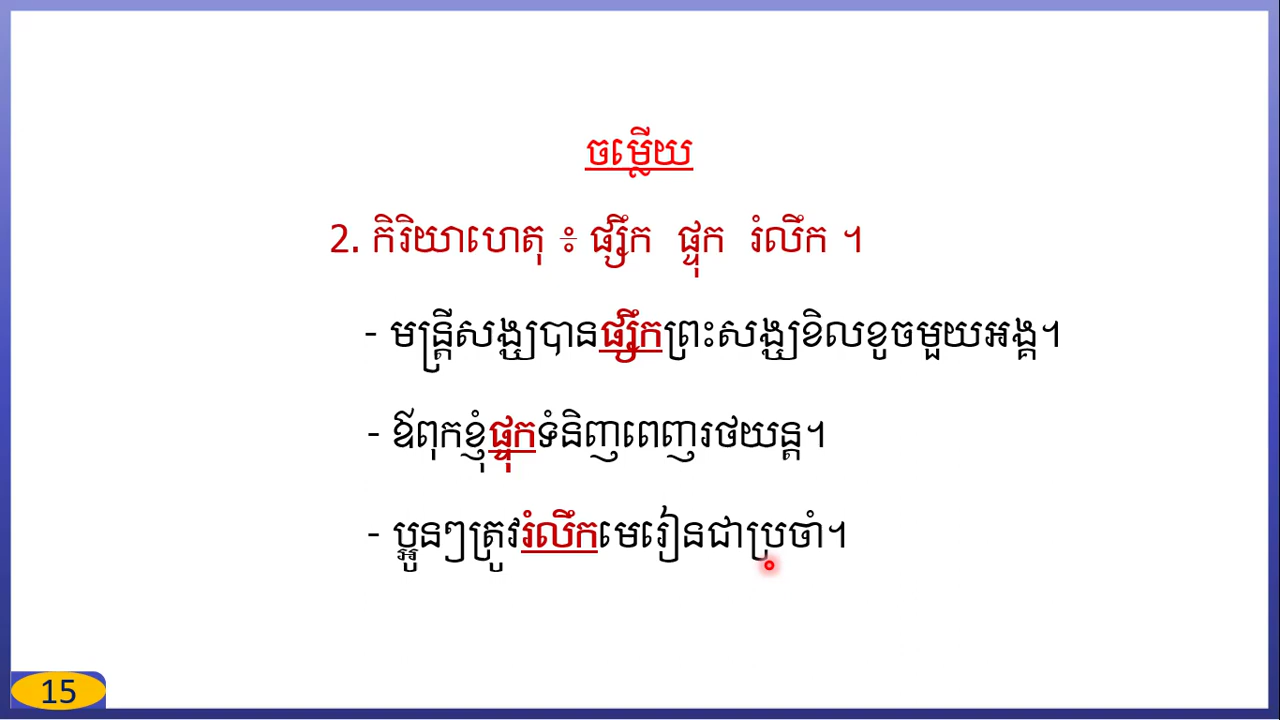 ចម្លើយ
2. កិរិយាហេតុ ៖ ផ្សឹក ផ្ទុក រំលឹក ។
- មន្ត្រីសង្ឃបានផ្សឹកព្រះសង្ឃខិលខូចមួយអង្គ។
- ឪពុកខ្ញុំផ្ទុកទំនិញពេញរថយន្ត។
- ប្អូនៗត្រូវរំលឹកមេរៀនជាប្រចាំ។
15